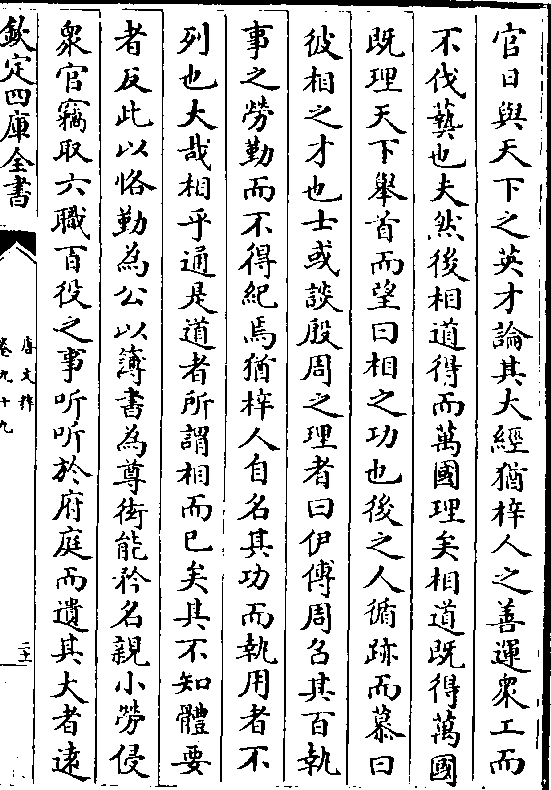 官日與天下之英才論其大經猶梓人之善運衆工而
不伐藝也夫然後相道得而萬國理矣相道既得萬國
既理天下舉首而望曰相之功也後之人循跡而慕曰
彼相之才也士或談殷周之理者曰伊傅周召其百執
事之勞勤而不得紀焉猶梓人自名其功而執用者不
列也大哉相乎通是道者所謂相而已矣其不知體要
者反此以恪勤為公以簿書為尊衒能矜名親小勞侵
衆官竊取六職百役之事听听於府庭而遺其大者遠
欽定四庫全書
唐文粹
卷九十九